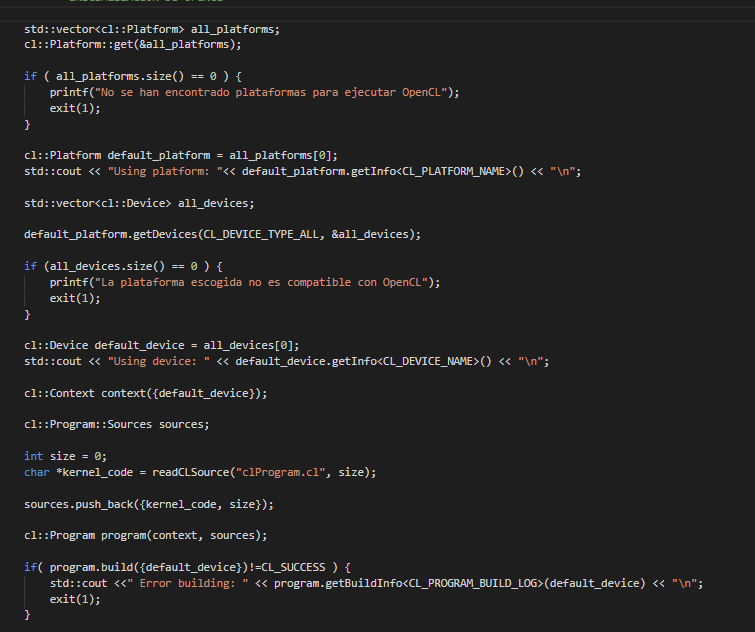 std::vector<cl::Platform> all_platforms;
cl::Platform::get(&all_platforms);
if ( all_platforms.size() == 0 ) {
printf("No se han encontrado plataformas para ejecutar OpenCL");
exit(1);
}
cl::Platform default_platform = all_platforms[0];
std::cout << "Using platform: "<< default_platform.getInfo<CL_PLATFORM_NAME>() << "\n";
std::vector<cl::Device> all_devices;
default_platform.getDevices(CL_DEVICE_TYPE_ALL, &all_devices);
if (all_devices.size() == 0 ) {
printf("La plataforma escogida no es compatible con OpenCL");
exit(1);
}
cl::Device default_device = all_devices[0];
std::cout << "Using device: " << default_device.getInfo<CL_DEVICE_NAME>() << "\n";
cl::Context context({default_device});
cl::Program::Sources sources;
int size = 0;
char *kernel_code = readCLSource("clProgram.cl", size);
sources.push_back({kernel_code, size});
cl::Program program(context, sources);
if( program.build({default_device})!=CL_SUCCESS ) {
std::cout <<" Error building: " << program.getBuildInfo<CL_PROGRAM_BUILD_LOG>(default_device) << "\n";
exit(1);
}